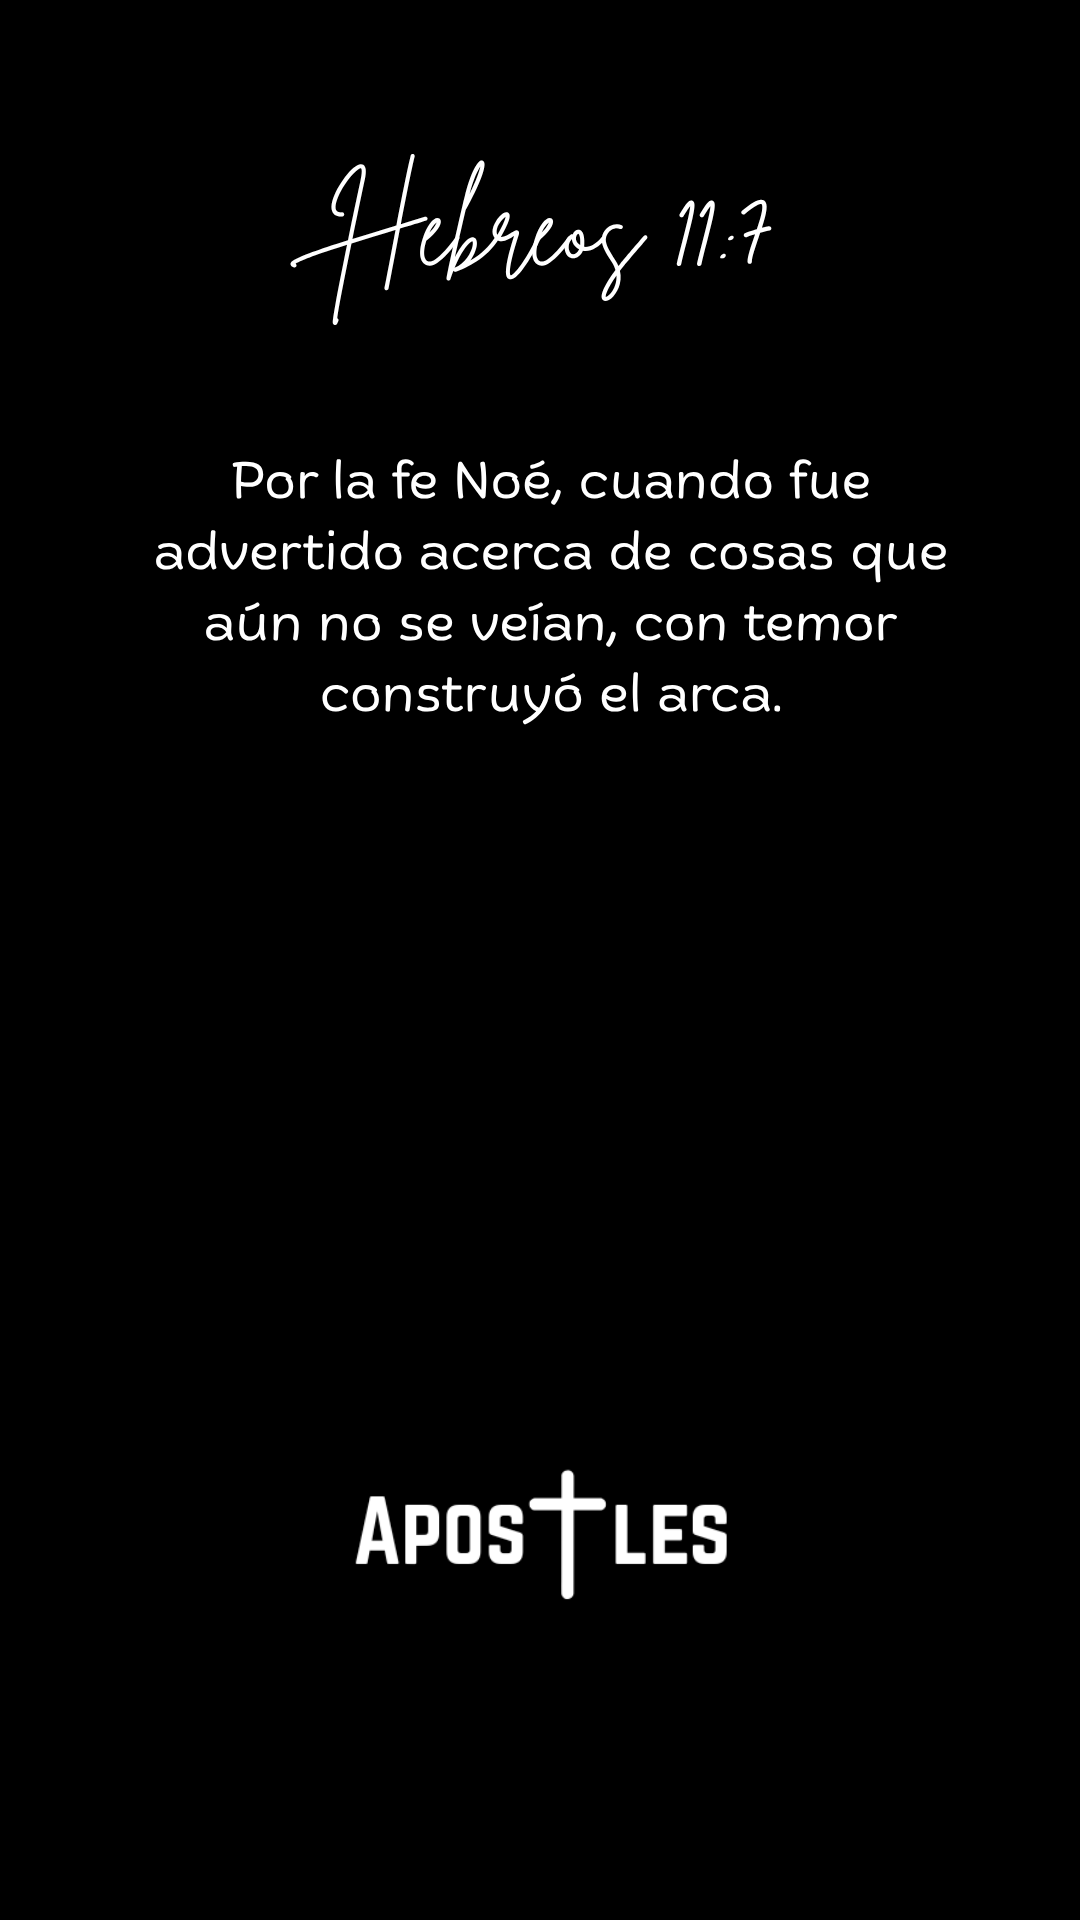 Hebreos 11:7
Por la fe Noé, cuando fue
advertido acerca de cosas que
aún no se veían, con temor
construyó el arca.
APOSTLES